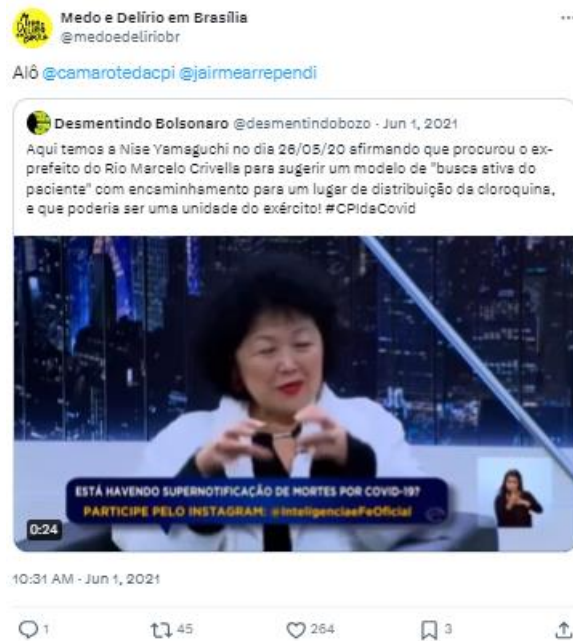 Medo e Delírio em Brasília
@medoedeliriobr
Alô @camarotedacpi @jairmearrependi
Desmentindo Bolsonaro @desmentindobozo · Jun 1, 2021
Aqui temos a Nise Yamaguchi no dia 26/05/20 afirmando que procurou o ex-
prefeito do Rio Marcelo Crivella para sugerir um modelo de "busca ativa do
paciente" com encaminhamento para um lugar de distribuição da cloroquina,
e que poderia ser uma unidade do exército! #CPIdaCovid
ESTÁ HAVENDO SUPERNOTIFICAÇÃO DE MORTES POR COVID-19?
PARTICIPE PELO INSTAGRAM: @InteligenciaeFeOficial
0:24
10:31 AM · Jun 1, 2021
1 45 264 3